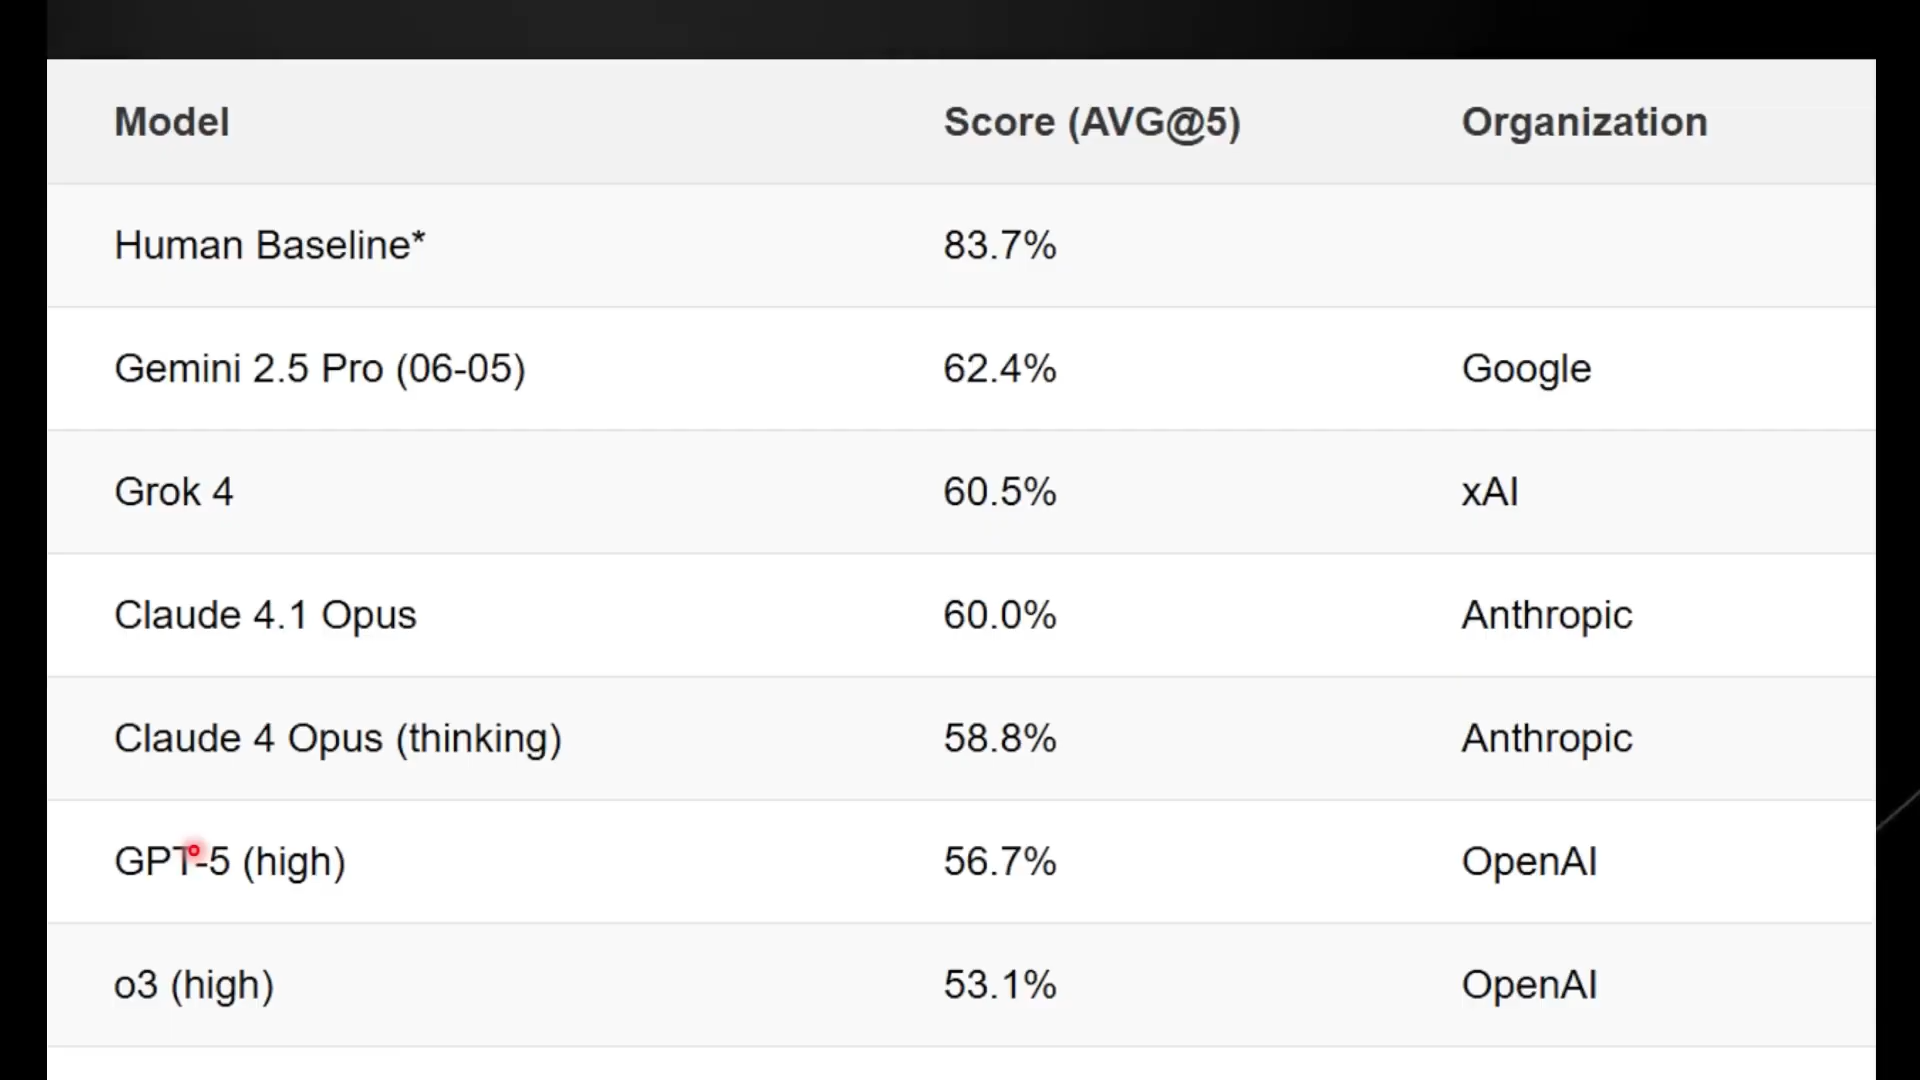 Model Score (AVG@5) Organization
Human Baseline* 83.7%
Gemini 2.5 Pro (06-05) 62.4% Google
Grok 4 60.5% xAI
Claude 4.1 Opus 60.0% Anthropic
Claude 4 Opus (thinking) 58.8% Anthropic
GPT-5 (high) 56.7% OpenAI
o3 (high) 53.1% OpenAI